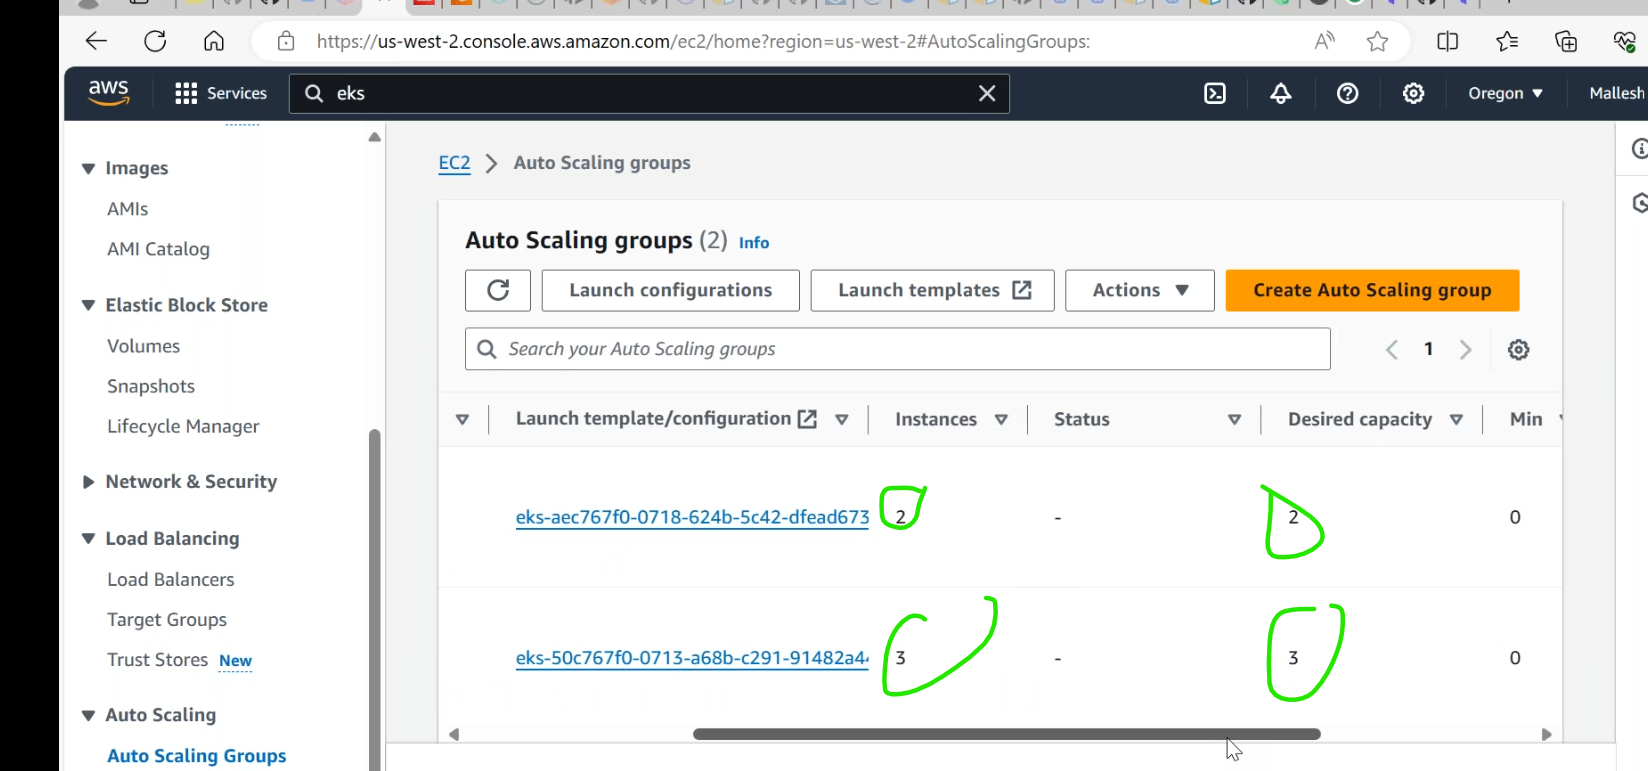 https://us-west-2.console.aws.amazon.com/ec2/home?region=us-west-2#AutoScalingGroups:
aws Services eks Oregon Mallesh
Images
AMIs
AMI Catalog
Elastic Block Store
Volumes
Snapshots
Lifecycle Manager
Network & Security
Load Balancing
Load Balancers
Target Groups
Trust Stores New
Auto Scaling
Auto Scaling Groups
EC2 Auto Scaling groups
Auto Scaling groups (2) Info
Launch configurations Launch templates Actions Create Auto Scaling group
Search your Auto Scaling groups 1
Launch template/configuration Instances Status Desired capacity Min
eks-aec767f0-0718-624b-5c42-dfead673 2 - 2 0
eks-50c767f0-0713-a68b-c291-91482a4 3 - 3 0